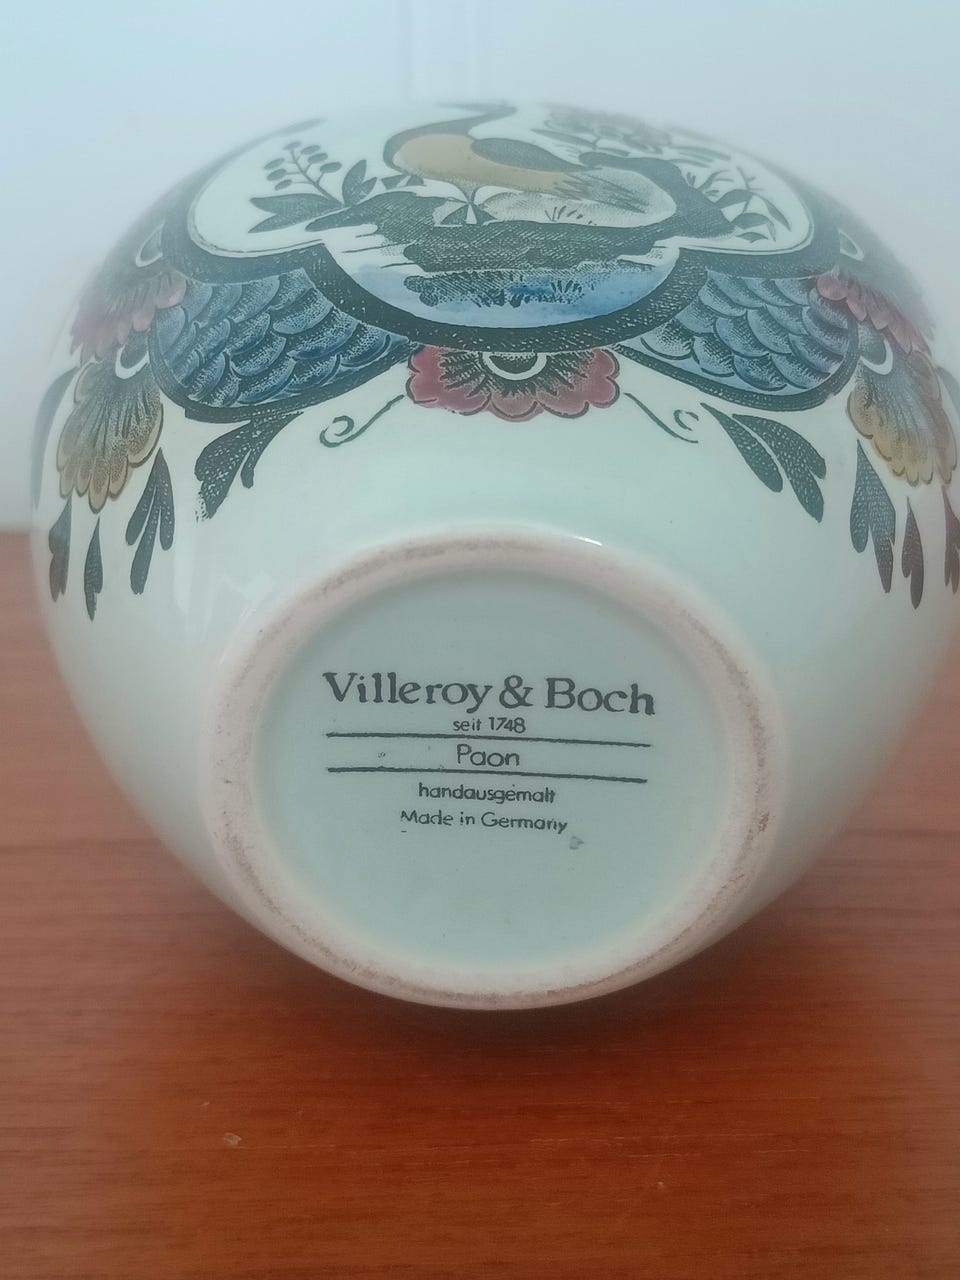 Villeroy & Boch
seit 1748
Paon
handausgemalt
Made in Germany